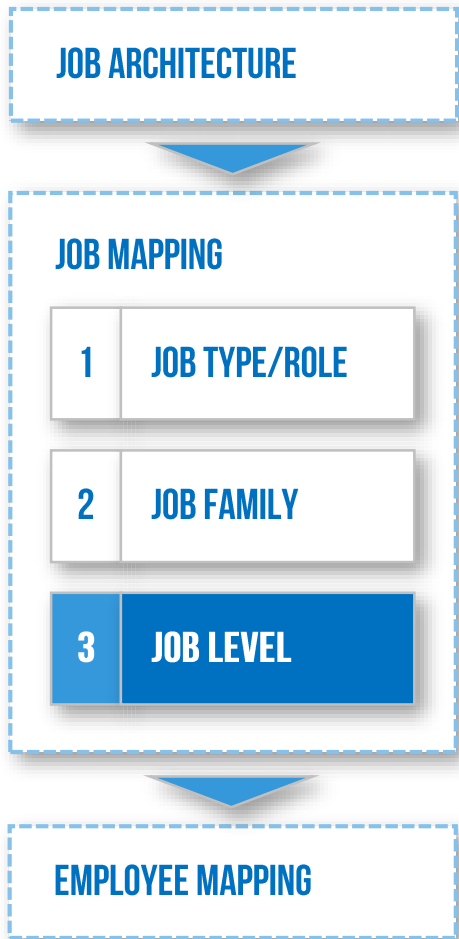 JOB ARCHITECTURE
JOB MAPPING
1 JOB TYPE/ROLE
2 JOB FAMILY
3 JOB LEVEL
EMPLOYEE MAPPING